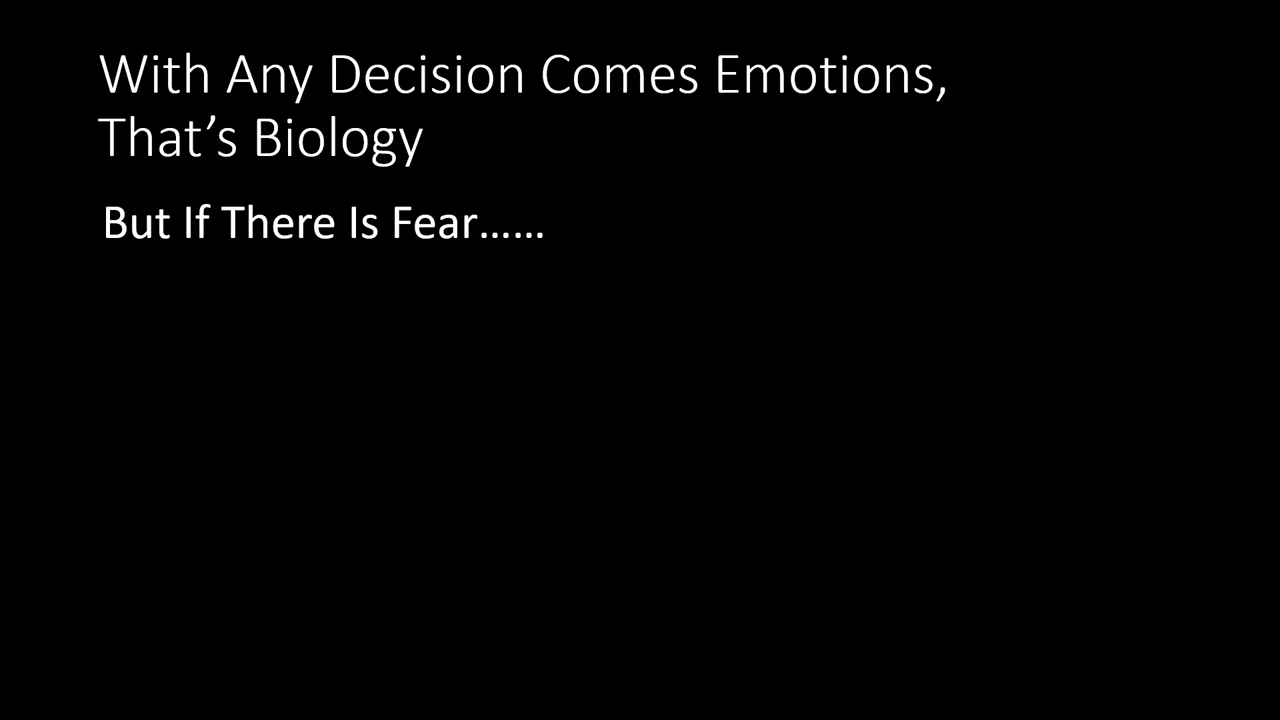 With Any Decision Comes Emotions,
That’s Biology
But If There Is Fear……